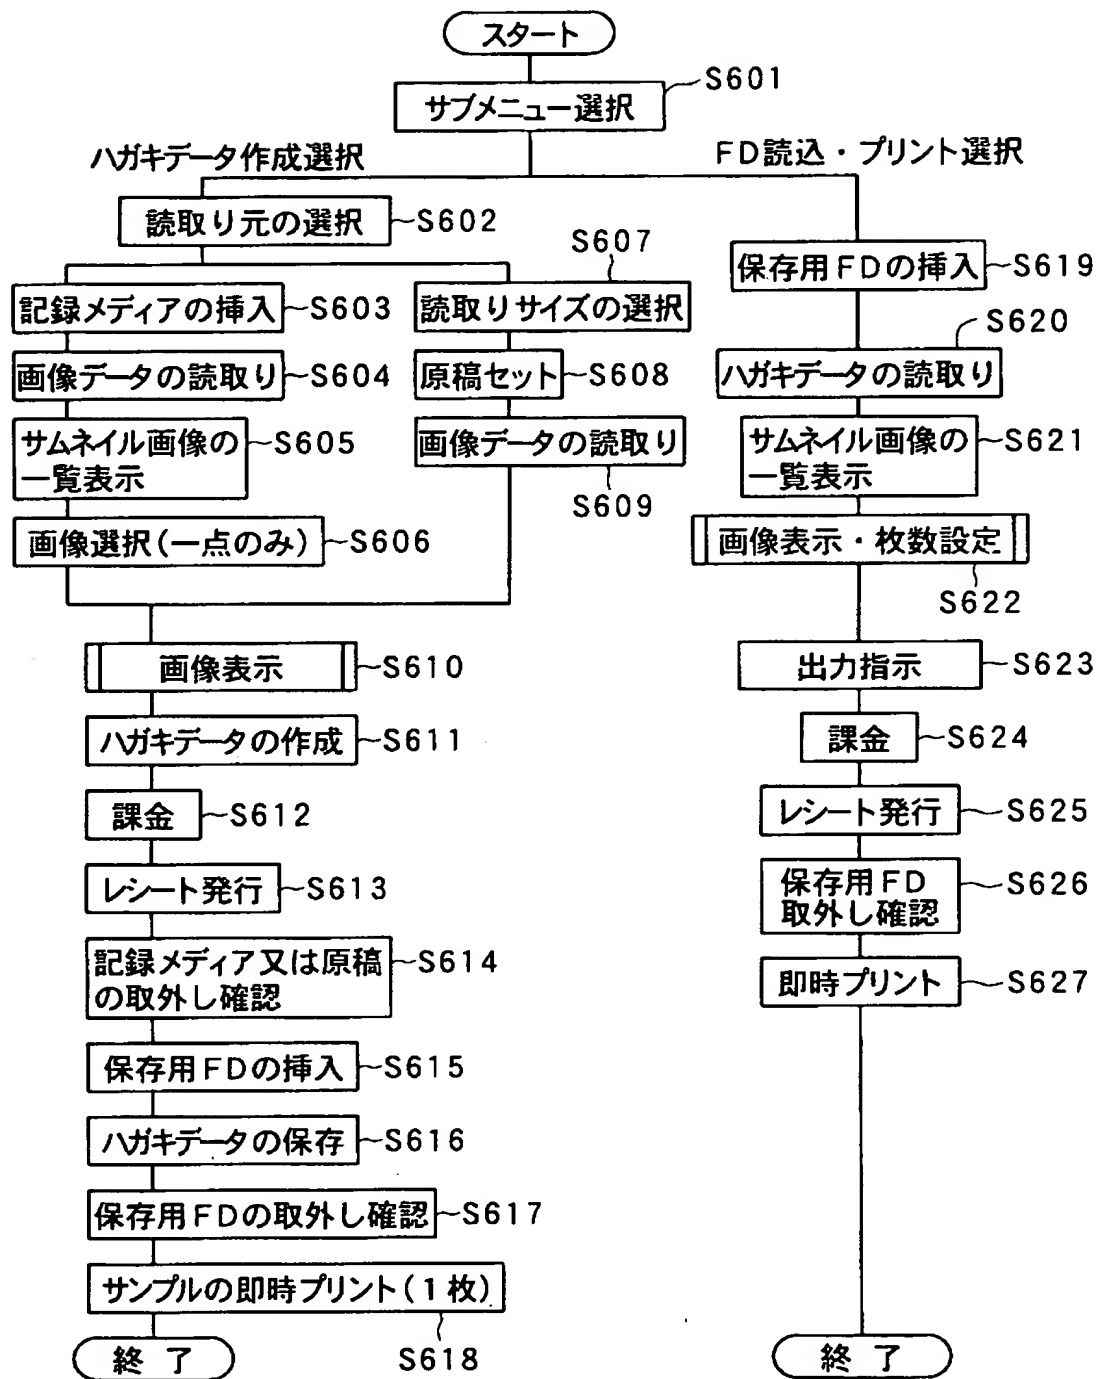 スタート
サブメニュー選択
S601
ハガキデータ作成選択
読取り元の選択
S602
記録メディアの挿入
S603
画像データの読取り
S604
サムネイル画像の
一覧表示
S605
画像選択(一点のみ)
S606
S607
読取りサイズの選択
原稿セット
S608
画像データの読取り
S609
画像表示
S610
ハガキデータの作成
S611
課金
S612
レシート発行
S613
記録メディア又は原稿
の取外し確認
S614
保存用FDの挿入
S615
ハガキデータの保存
S616
保存用FDの取外し確認
S617
サンプルの即時プリント(1枚)
S618
終了
FD読込・プリント選択
保存用FDの挿入
S619
S620
ハガキデータの読取り
サムネイル画像の
一覧表示
S621
画像表示・枚数設定
S622
出力指示
S623
課金
S624
レシート発行
S625
保存用FD
取外し確認
S626
即時プリント
S627
終了